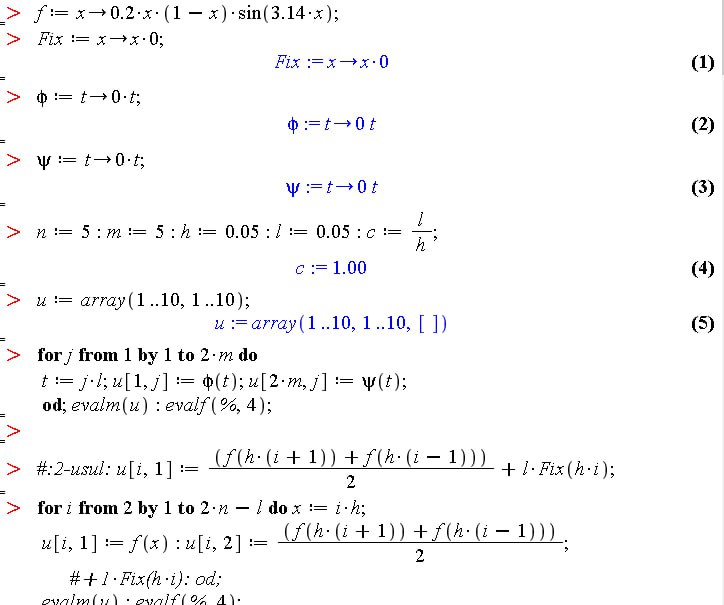 > f := x→0.2·x·(1 − x)·sin(3.14·x);
> Fix := x→x·0;
Fix := x→x·0 (1)
> ϕ := t→0·t;
ϕ := t→0 t (2)
> ψ := t→0·t;
ψ := t→0 t (3)
> n := 5 : m := 5 : h := 0.05 : l := 0.05 : c := l/h;
c := 1.00 (4)
> u := array(1 ..10, 1 ..10);
u := array(1 ..10, 1 ..10, [ ]) (5)
> for j from 1 by 1 to 2·m do
t := j·l; u[1, j] := ϕ(t); u[2·m, j] := ψ(t);
od; evalm(u) : evalf(%, 4);
>
> #:2-usul: u[i, 1] := (f(h·(i + 1)) + f(h·(i − 1)))/2 + l·Fix(h·i);
> for i from 2 by 1 to 2·n − l do x := i·h;
u[i, 1] := f(x) : u[i, 2] := (f(h·(i + 1)) + f(h·(i − 1)))/2;
#+l·Fix(h·i): od;
evalm(u) : evalf(%, 4);